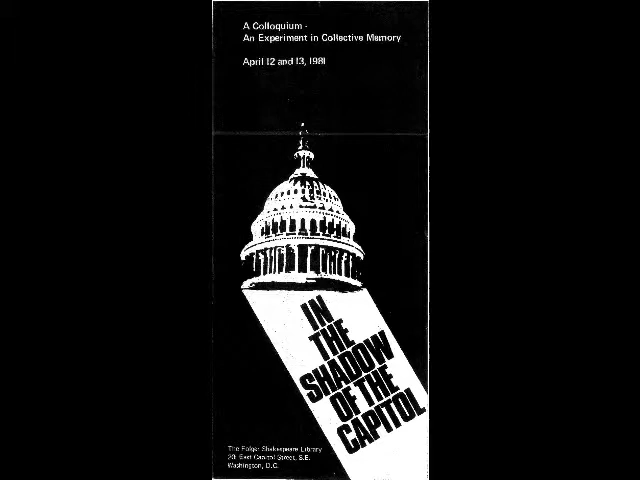 A Colloquium -
An Experiment in Collective Memory
April 12 and 13, 1981
IN
THE
SHADOW
OF THE
CAPITOL
The Folger Shakespeare Library
201 East Capitol Street, S.E.
Washington, D.C.